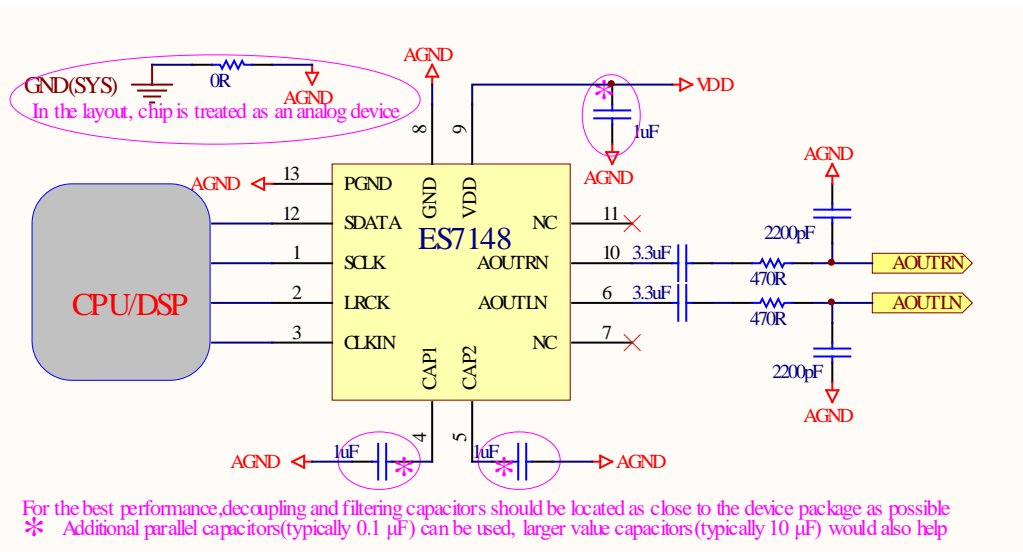 AGND
GND(SYS)
0R
AGND
In the layout, chip is treated as an analog device
VDD
1uF
AGND
8
9
AGND
13
PGND
GND
VDD
12
SDATA
ES7148
NC
11
1
SCLK
AOUTRN
10
3.3uF
470R
2200pF
AGND
AOUTRN
CPU/DSP
2
LRCK
AOUTLN
6
3.3uF
470R
AOUTLN
3
CLKIN
NC
7
CAP1
CAP2
2200pF
AGND
4
5
AGND
1uF
1uF
AGND
For the best performance,decoupling and filtering capacitors should be located as close to the device package as possible
* Additional parallel capacitors(typically 0.1 μF) can be used, larger value capacitors(typically 10 μF) would also help